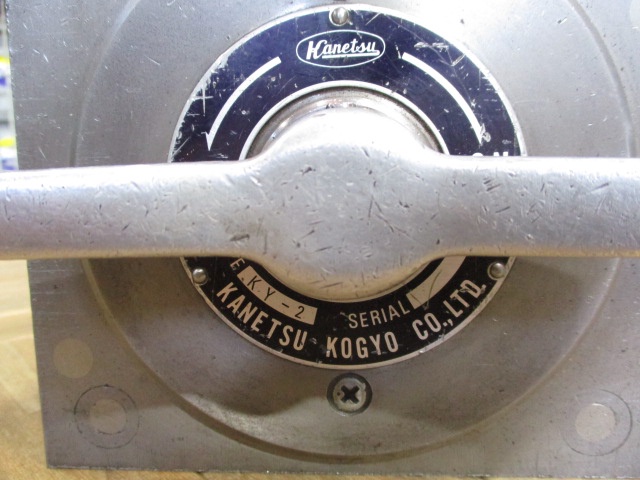 Kanetsu
KY-2
SERIAL
KANETSU KOGYO CO.,LTD.